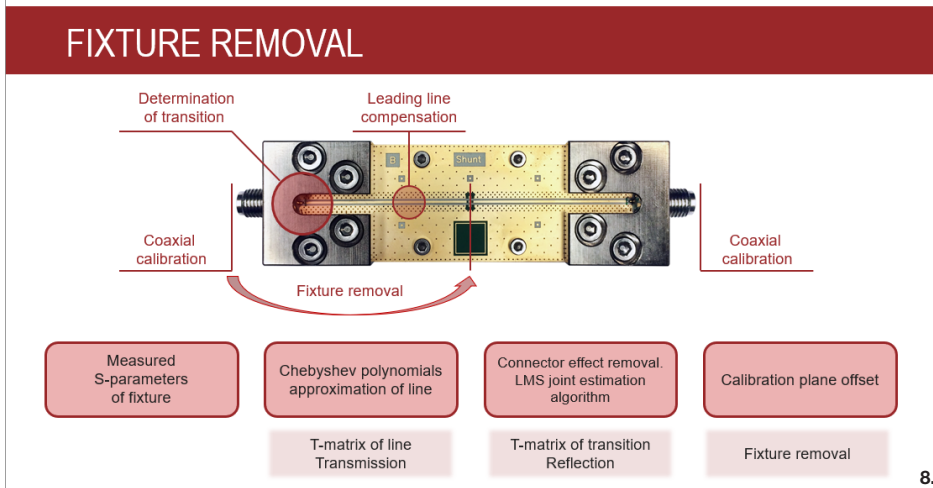 FIXTURE REMOVAL
Determination
of transition
Leading line
compensation
B
Shunt
Coaxial
calibration
Coaxial
calibration
Fixture removal
Measured
S-parameters
of fixture
Chebyshev polynomials
approximation of line
Connector effect removal.
LMS joint estimation
algorithm
Calibration plane offset
T-matrix of line
Transmission
T-matrix of transition
Reflection
Fixture removal
8.